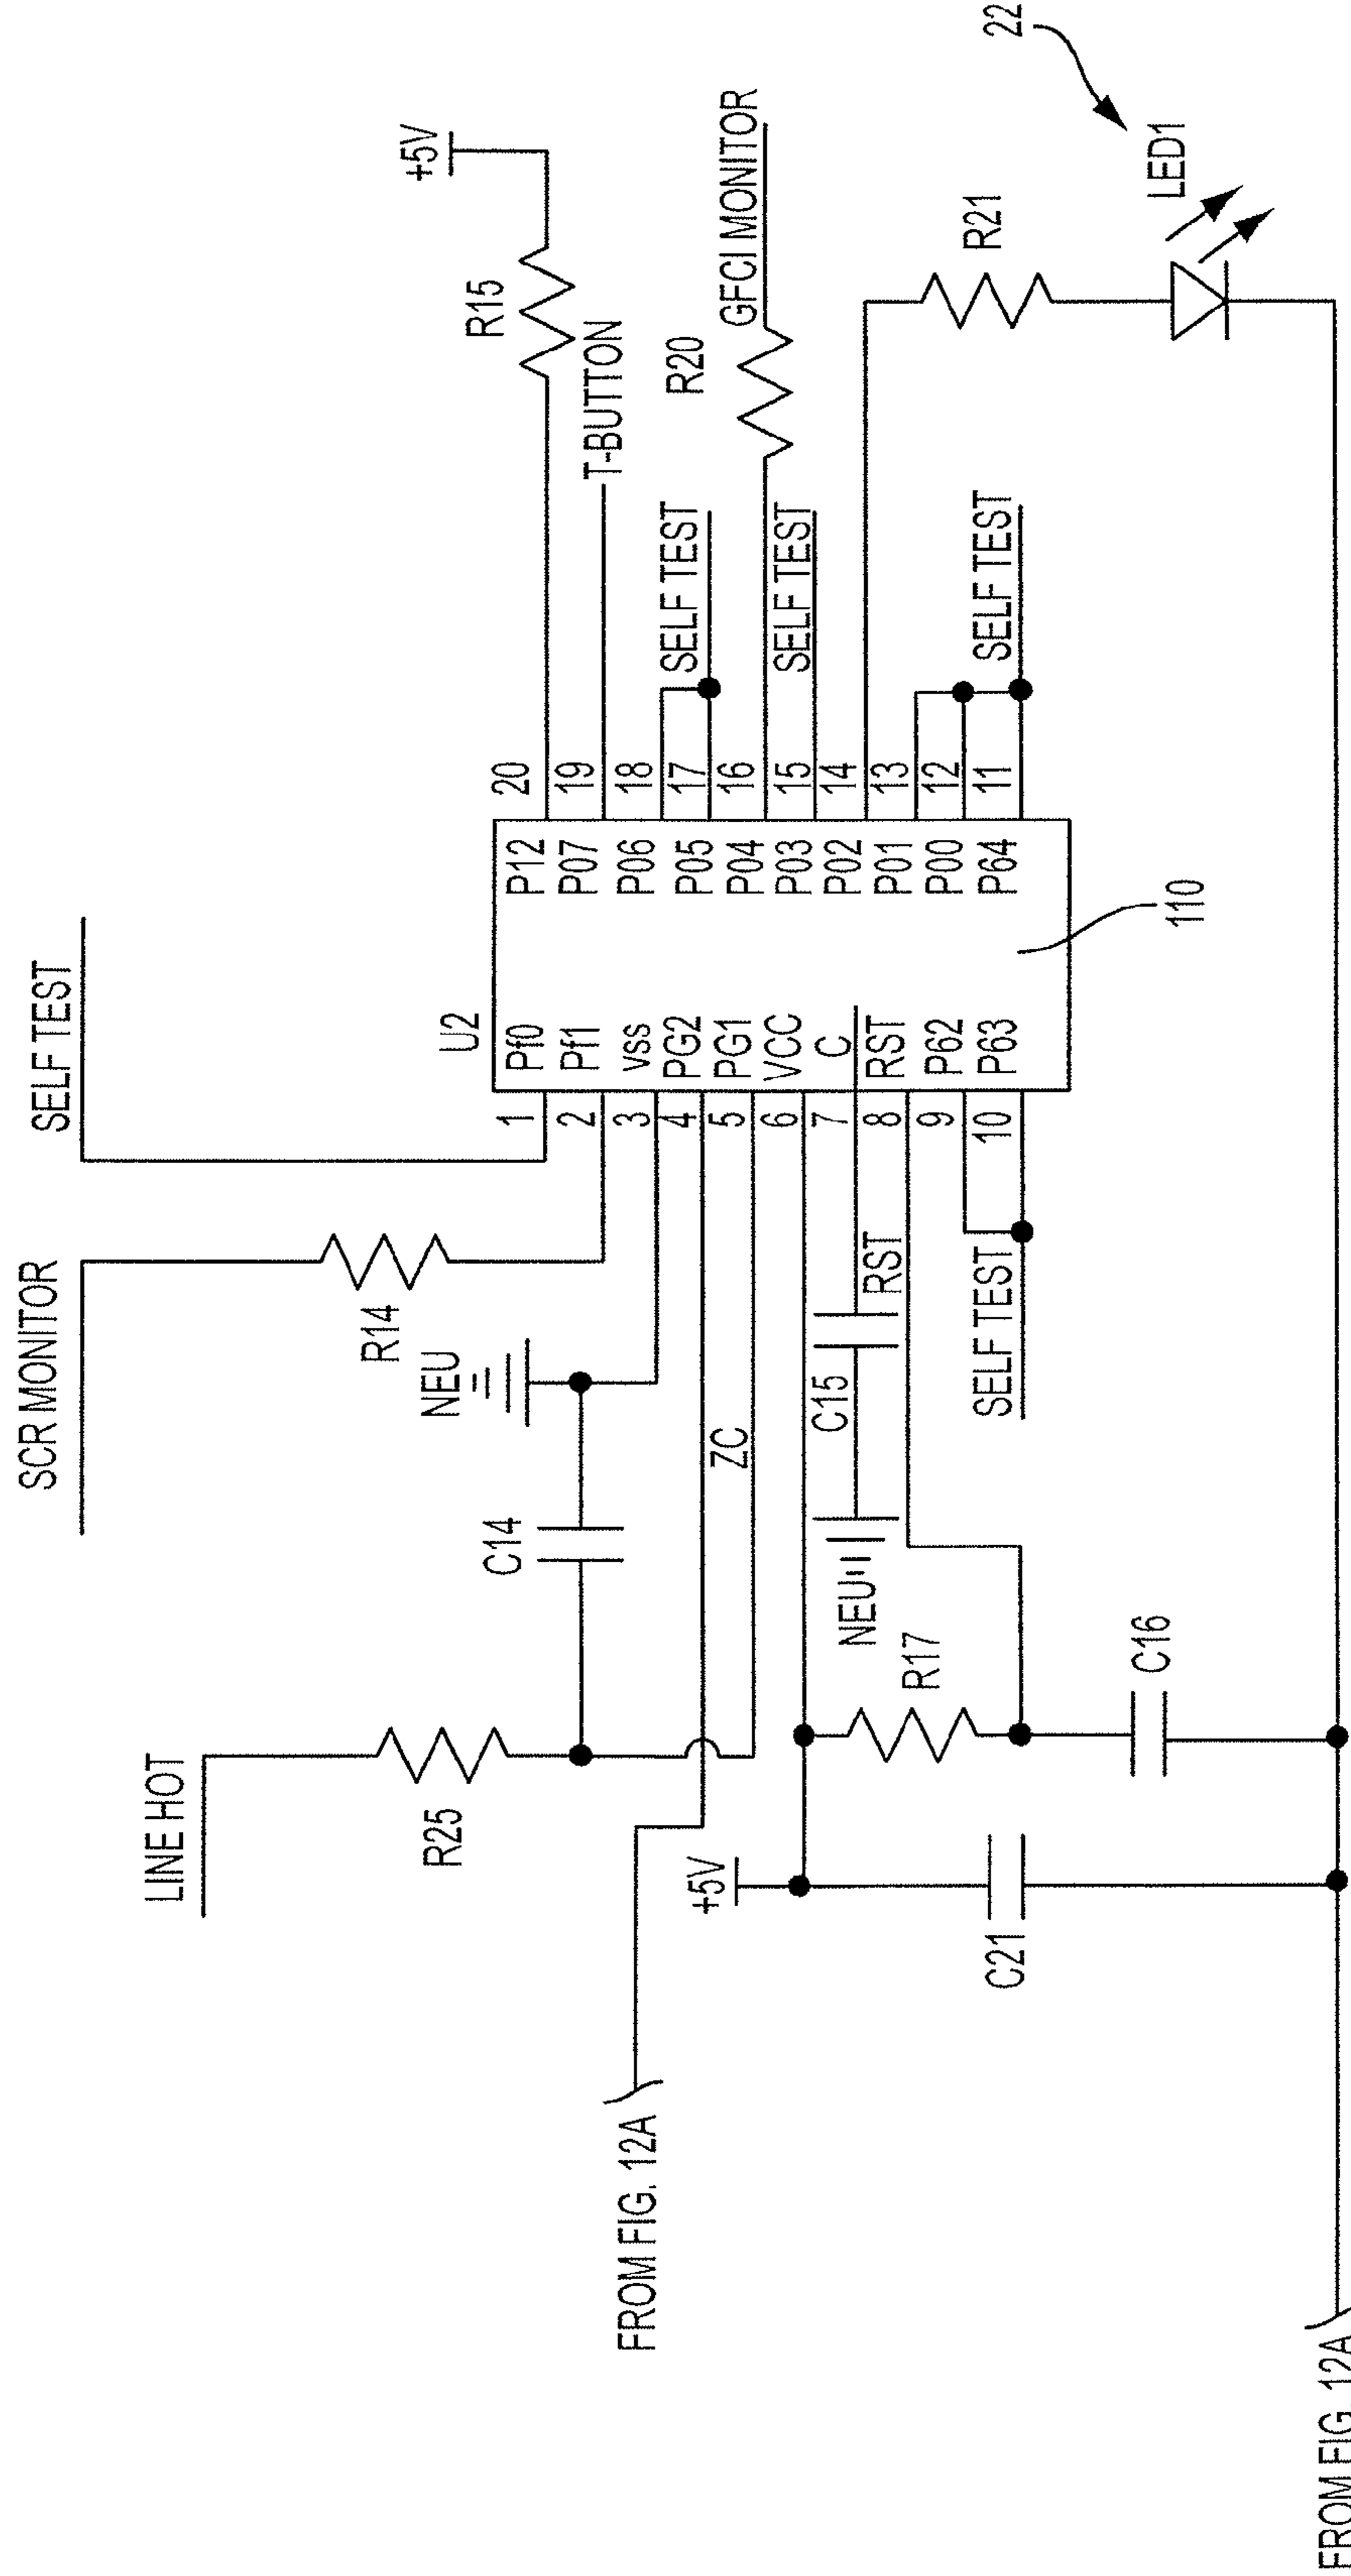 SCR MONITOR
SELF TEST
LINE HOT
R14
+5V
R25
NEU
C14
U2
R15
T-BUTTON
R20
GFCI MONITOR
ZC
FROM FIG. 12A
+5V
1
2
3
4
5
6
7
8
9
10
Pf0
Pf1
vss
PG2
PG1
VCC
C
RST
P62
P63
P12
P07
P06
P05
P04
P03
P02
P01
P00
P64
20
19
18
17
16
15
14
13
12
11
SELF TEST
SELF TEST
SELF TEST
R21
22
LED1
110
C15
RST
NEU
R17
SELF TEST
C21
C16
FROM FIG. 12A